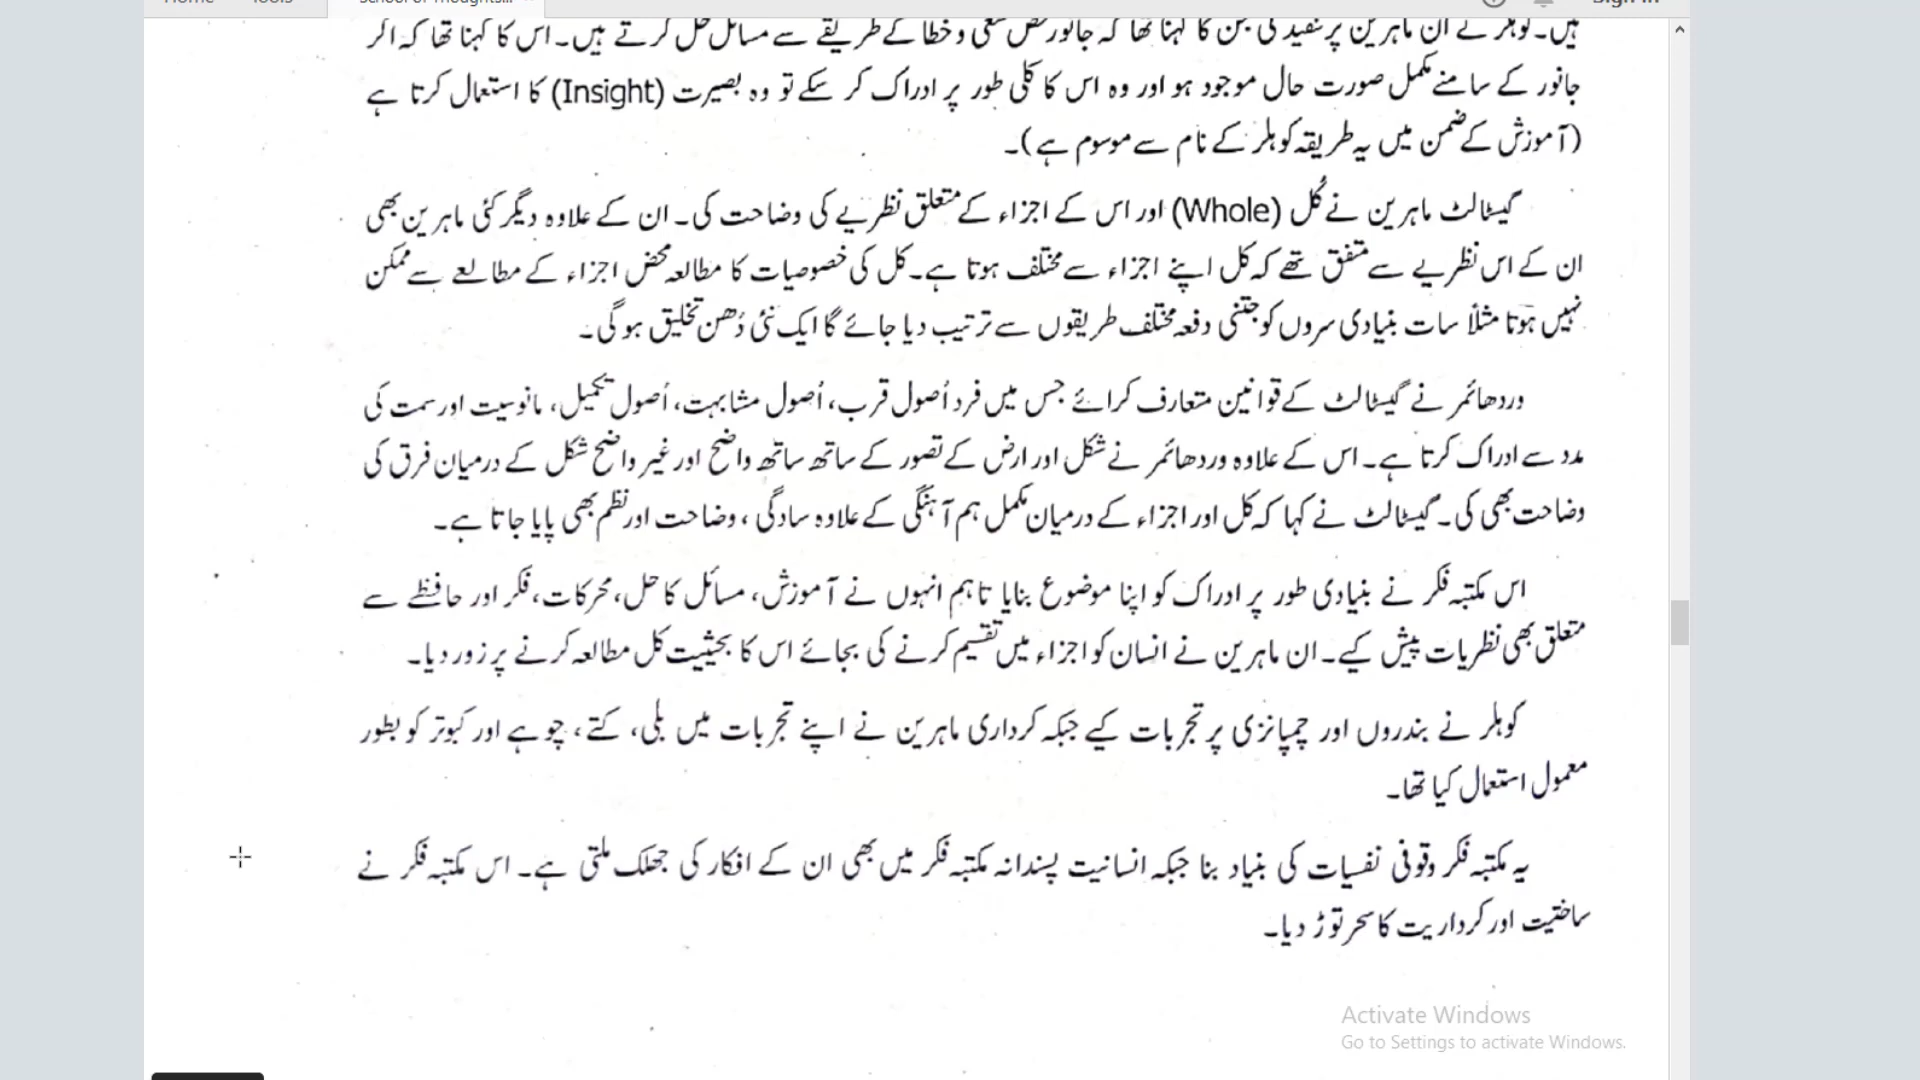 Home Tools School of Thoughts... Sign In
ہیں۔ کوہلر نے ان ماہرین پر تنقید کی جن کا کہنا تھا کہ جانور محض سعی و خطا کے طریقے سے مسائل حل کرتے ہیں۔ اس کا کہنا تھا کہ اگر
جانور کے سامنے مکمل صورت حال موجود ہو اور وہ اس کا کلی طور پر ادراک کر سکے تو وہ بصیرت (Insight) کا استعمال کرتا ہے
(آموزش کے ضمن میں یہ طریقہ کوہلر کے نام سے موسوم ہے)۔
گیسٹالٹ ماہرین نے کُل (Whole) اور اس کے اجزاء کے متعلق نظریے کی وضاحت کی۔ ان کے علاوہ دیگر کئی ماہرین بھی
ان کے اس نظریے سے متفق تھے کہ کل اپنے اجزاء سے مختلف ہوتا ہے۔ کل کی خصوصیات کا مطالعہ محض اجزاء کے مطالعے سے ممکن
نہیں ہوتا مثلاً سات بنیادی سروں کو جتنی دفعہ مختلف طریقوں سے ترتیب دیا جائے گا ایک نئی دُھن تخلیق ہو گی۔
وردھائمر نے گیسٹالٹ کے قوانین متعارف کرائے جس میں فرد اُصول قرب، اُصول مشابہت، اُصول تکمیل، مانوسیت اور سمت کی
مدد سے ادراک کرتا ہے۔ اس کے علاوہ وردھائمر نے شکل اور ارض کے تصور کے ساتھ ساتھ واضح اور غیر واضح شکل کے درمیان فرق کی
وضاحت بھی کی۔ گیسٹالٹ نے کہا کہ کل اور اجزاء کے درمیان مکمل ہم آہنگی کے علاوہ سادگی، وضاحت اور نظم بھی پایا جاتا ہے۔
اس مکتبہ فکر نے بنیادی طور پر ادراک کو اپنا موضوع بنایا تاہم انہوں نے آموزش، مسائل کا حل، محرکات، فکر اور حافظے سے
متعلق بھی نظریات پیش کیے۔ ان ماہرین نے انسان کو اجزاء میں تقسیم کرنے کی بجائے اس کا بحیثیت کل مطالعہ کرنے پر زور دیا۔
کوہلر نے بندروں اور چمپانزی پر تجربات کیے جبکہ کرداری ماہرین نے اپنے تجربات میں بلی، کتے، چوہے اور کبوتر کو بطور
معمول استعمال کیا تھا۔
یہ مکتبہ فکر وقوفی نفسیات کی بنیاد بنا جبکہ انسانیت پسندانہ مکتبہ فکر میں بھی ان کے افکار کی جھلک ملتی ہے۔ اس مکتبہ فکر نے
ساختیت اور کرداریت کا سحر توڑ دیا۔
Activate Windows
Go to Settings to activate Windows.